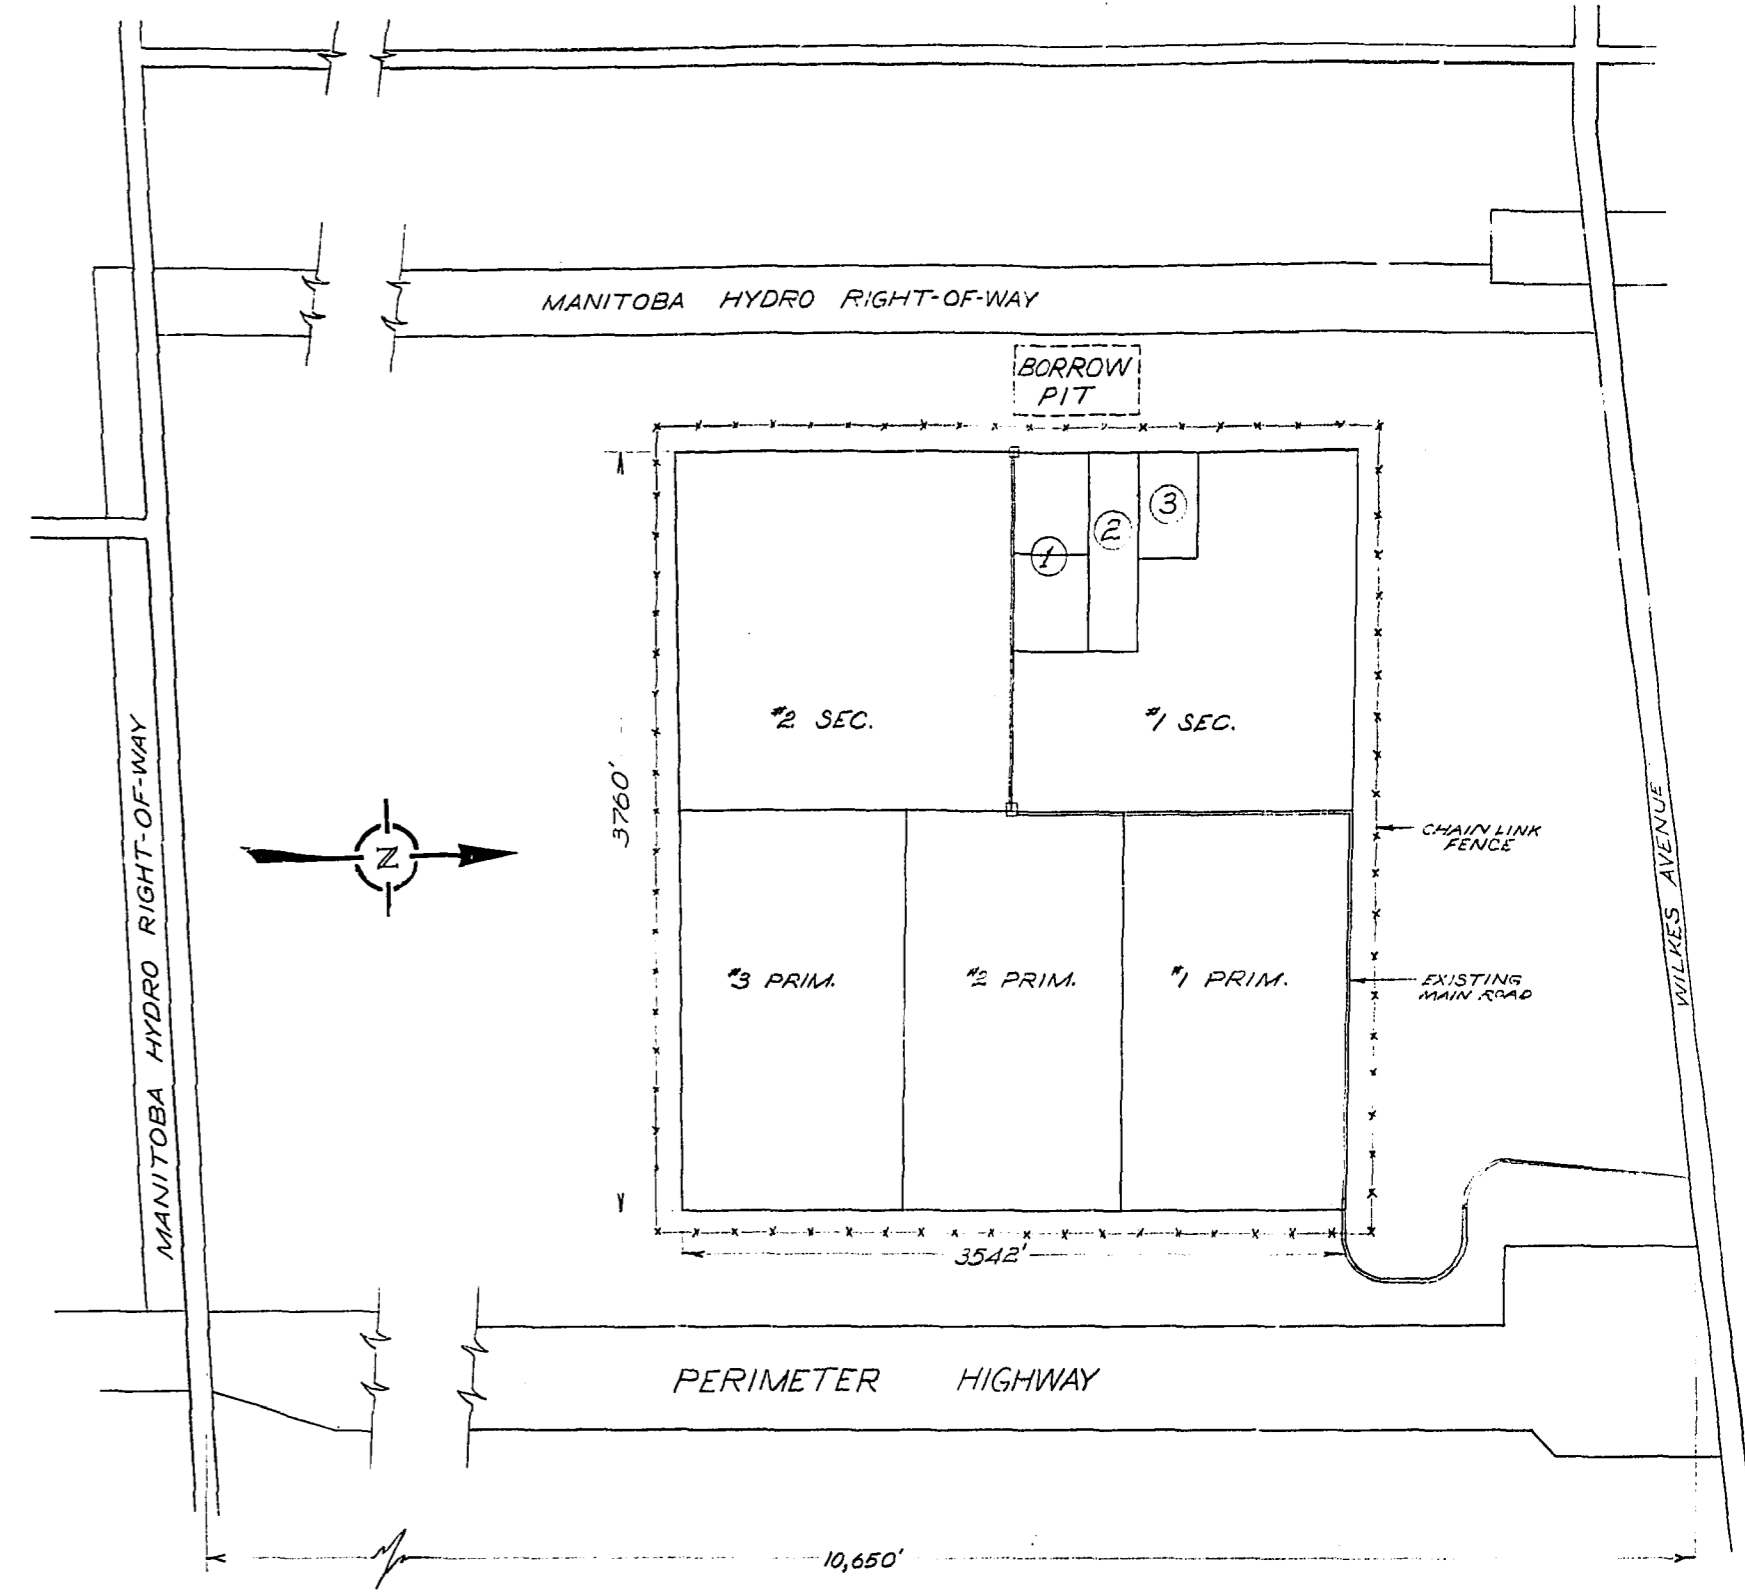 MANITOBA HYDRO RIGHT-OF-WAY
BORROW
PIT
3
2
1
#2 SEC.
#1 SEC.
3760'
MANITOBA HYDRO RIGHT-OF-WAY
N
CHAIN LINK
FENCE
WILKES AVENUE
#3 PRIM.
#2 PRIM.
#1 PRIM.
EXISTING
MAIN ROAD
3542'
PERIMETER HIGHWAY
10,650'